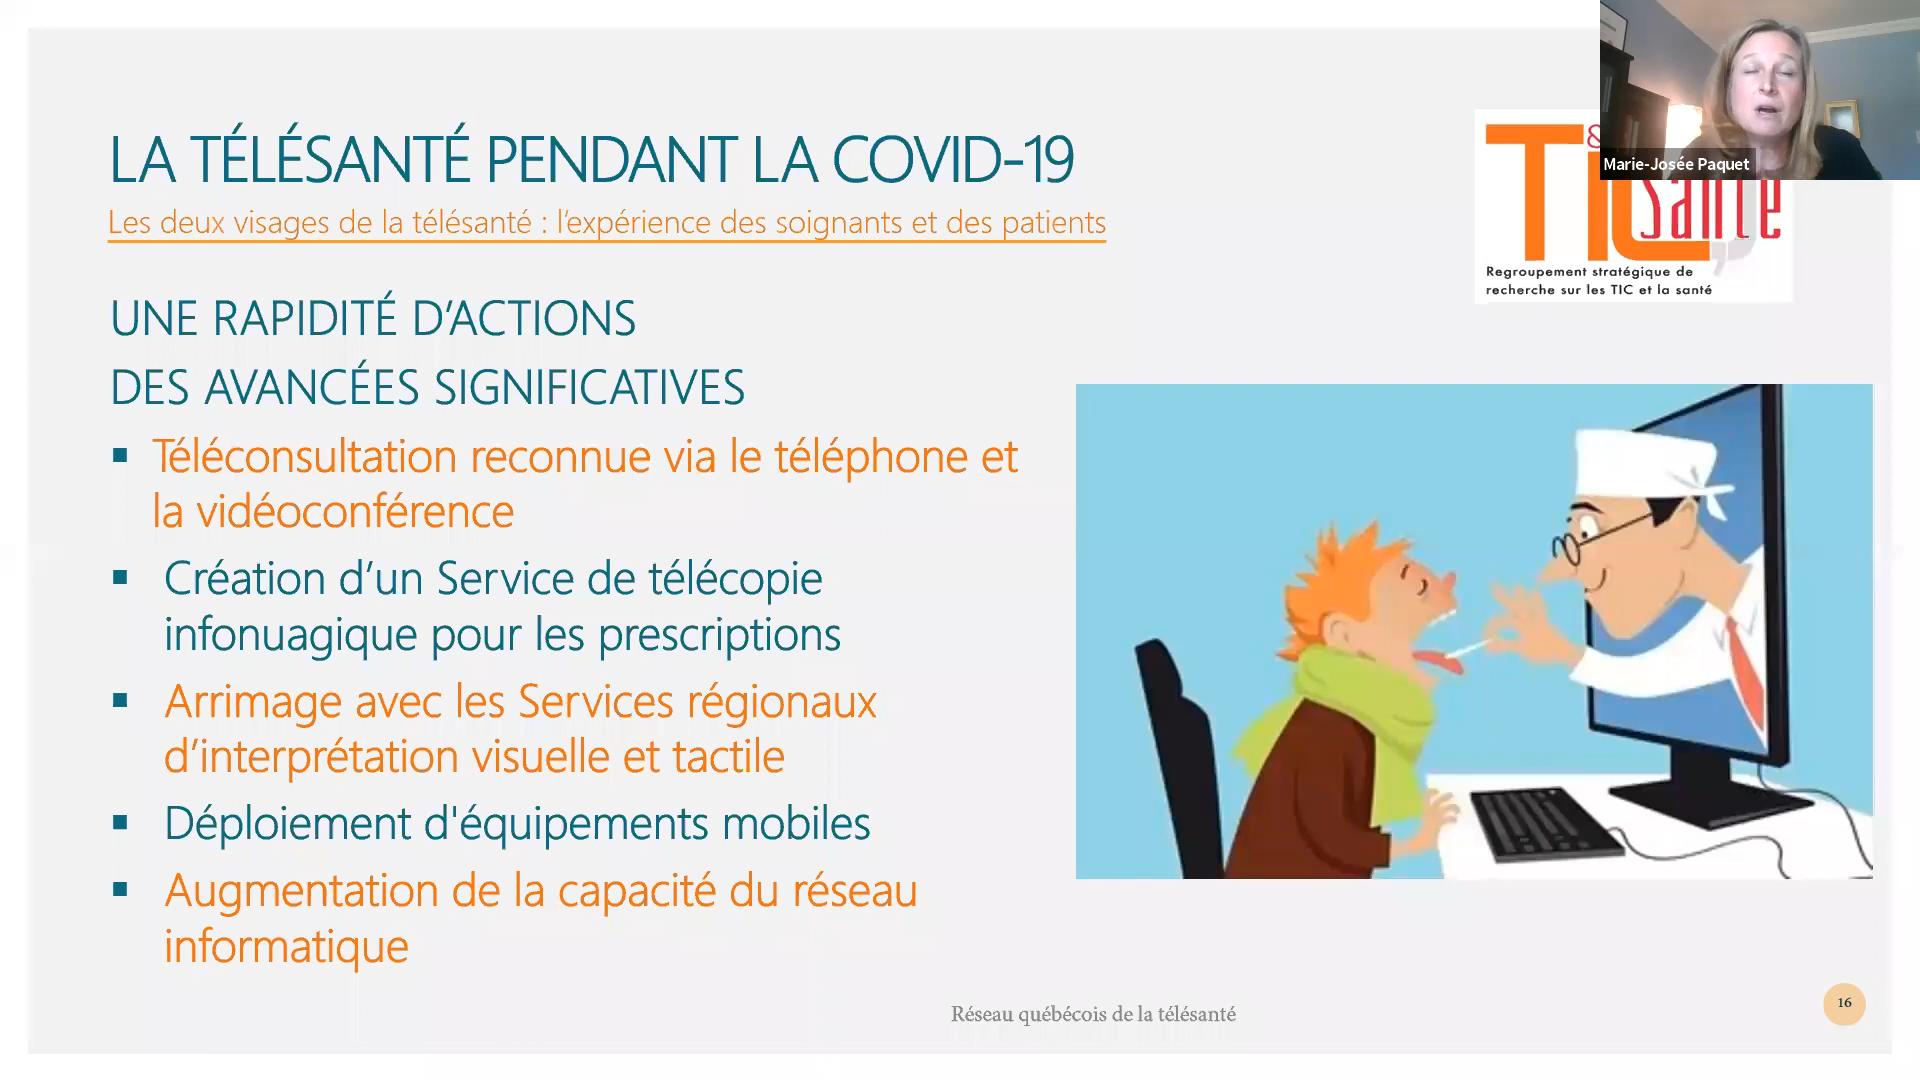 LA TÉLÉSANTÉ PENDANT LA COVID-19
Les deux visages de la télésanté : l’expérience des soignants et des patients
Marie-Josée Paquet
TIC
&
Santé
Regroupement stratégique de
recherche sur les TIC et la santé
UNE RAPIDITÉ D’ACTIONS
DES AVANCÉES SIGNIFICATIVES
▪ Téléconsultation reconnue via le téléphone et
la vidéoconférence
▪ Création d’un Service de télécopie
infonuagique pour les prescriptions
▪ Arrimage avec les Services régionaux
d’interprétation visuelle et tactile
▪ Déploiement d'équipements mobiles
▪ Augmentation de la capacité du réseau
informatique
Réseau québécois de la télésanté
16